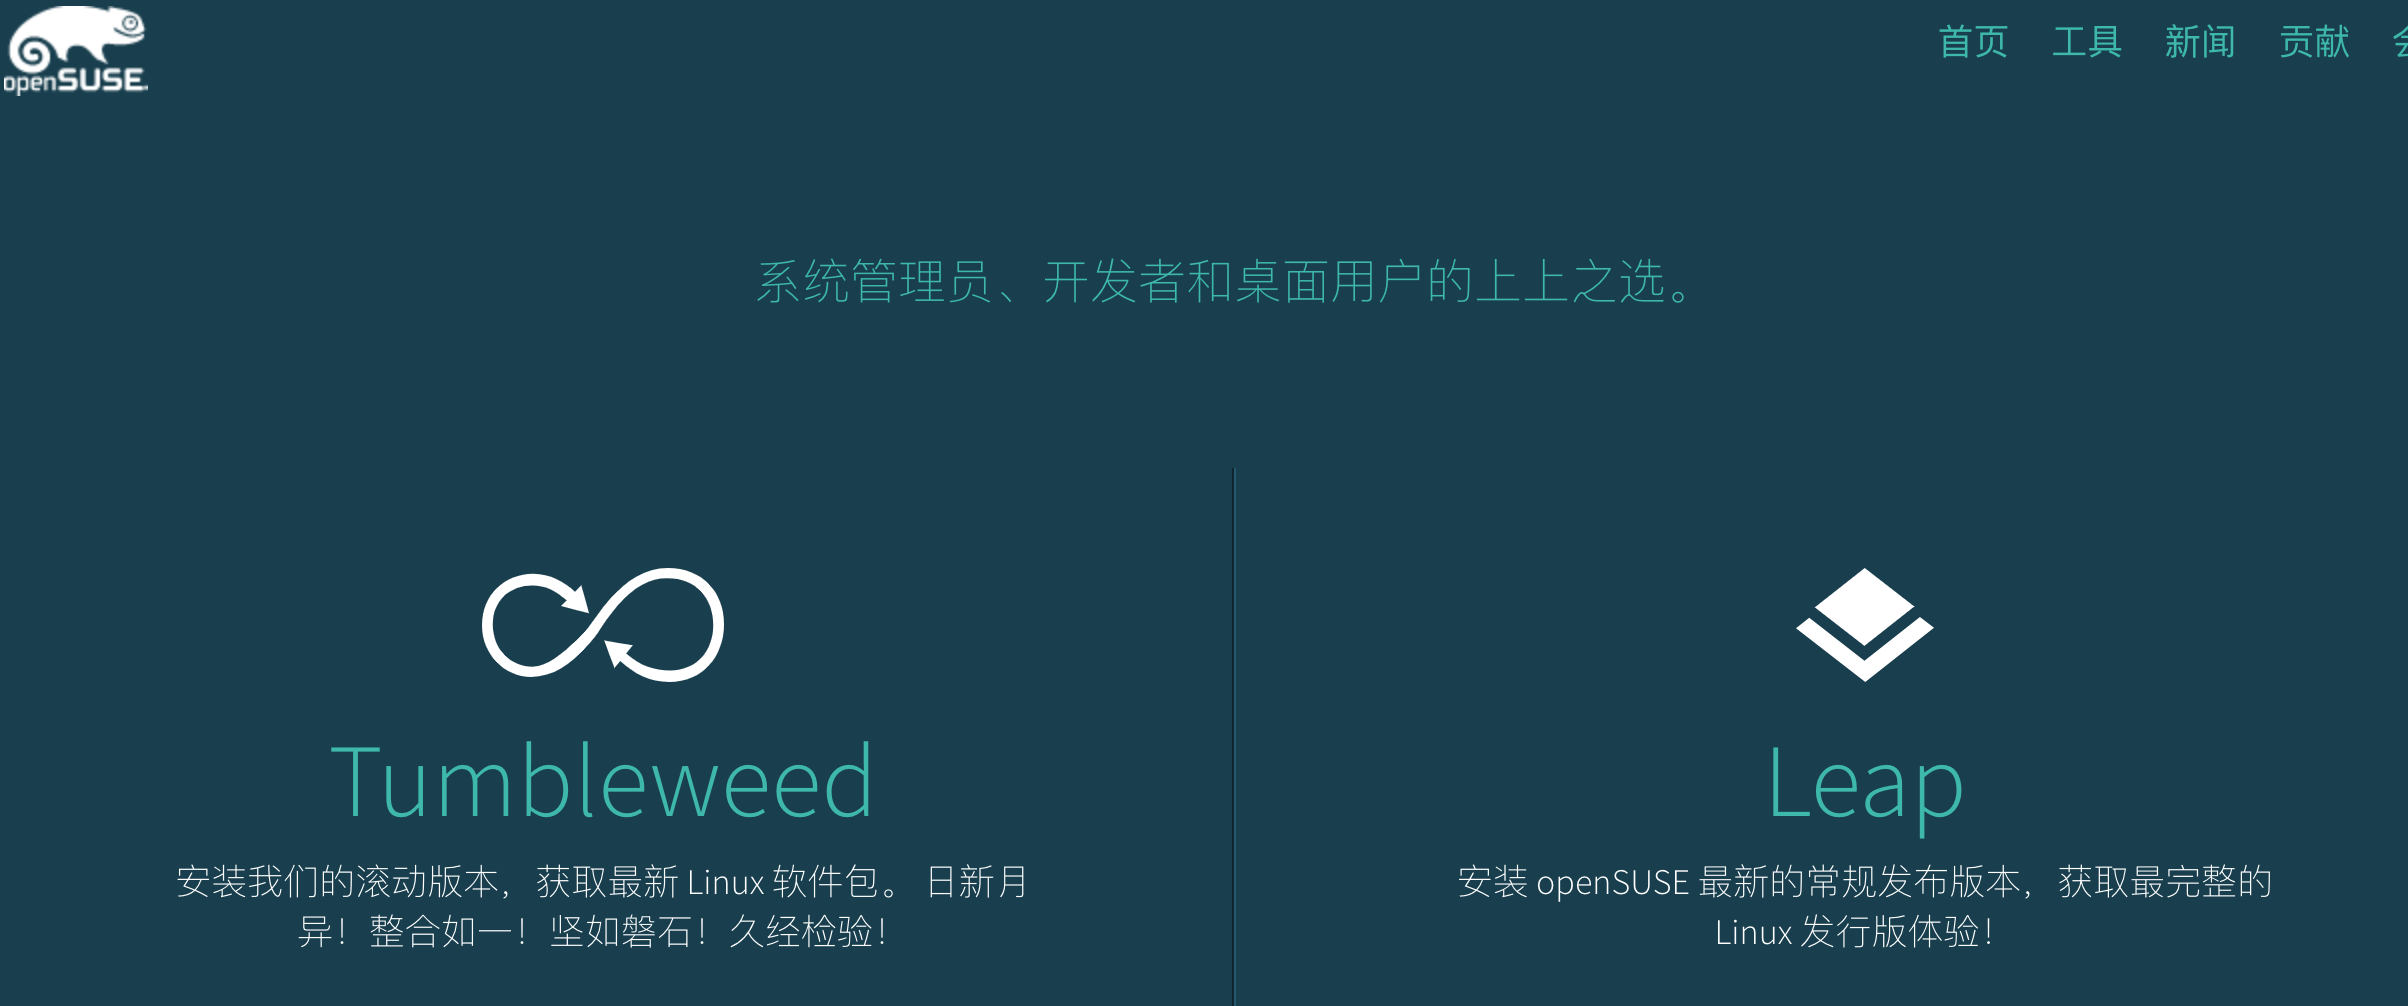 openSUSE
首页 工具 新闻 贡献
系统管理员、开发者和桌面用户的上上之选。
Tumbleweed
安装我们的滚动版本，获取最新 Linux 软件包。 日新月
异！整合如一！坚如磐石！久经检验！
Leap
安装 openSUSE 最新的常规发布版本，获取最完整的
Linux 发行版体验！